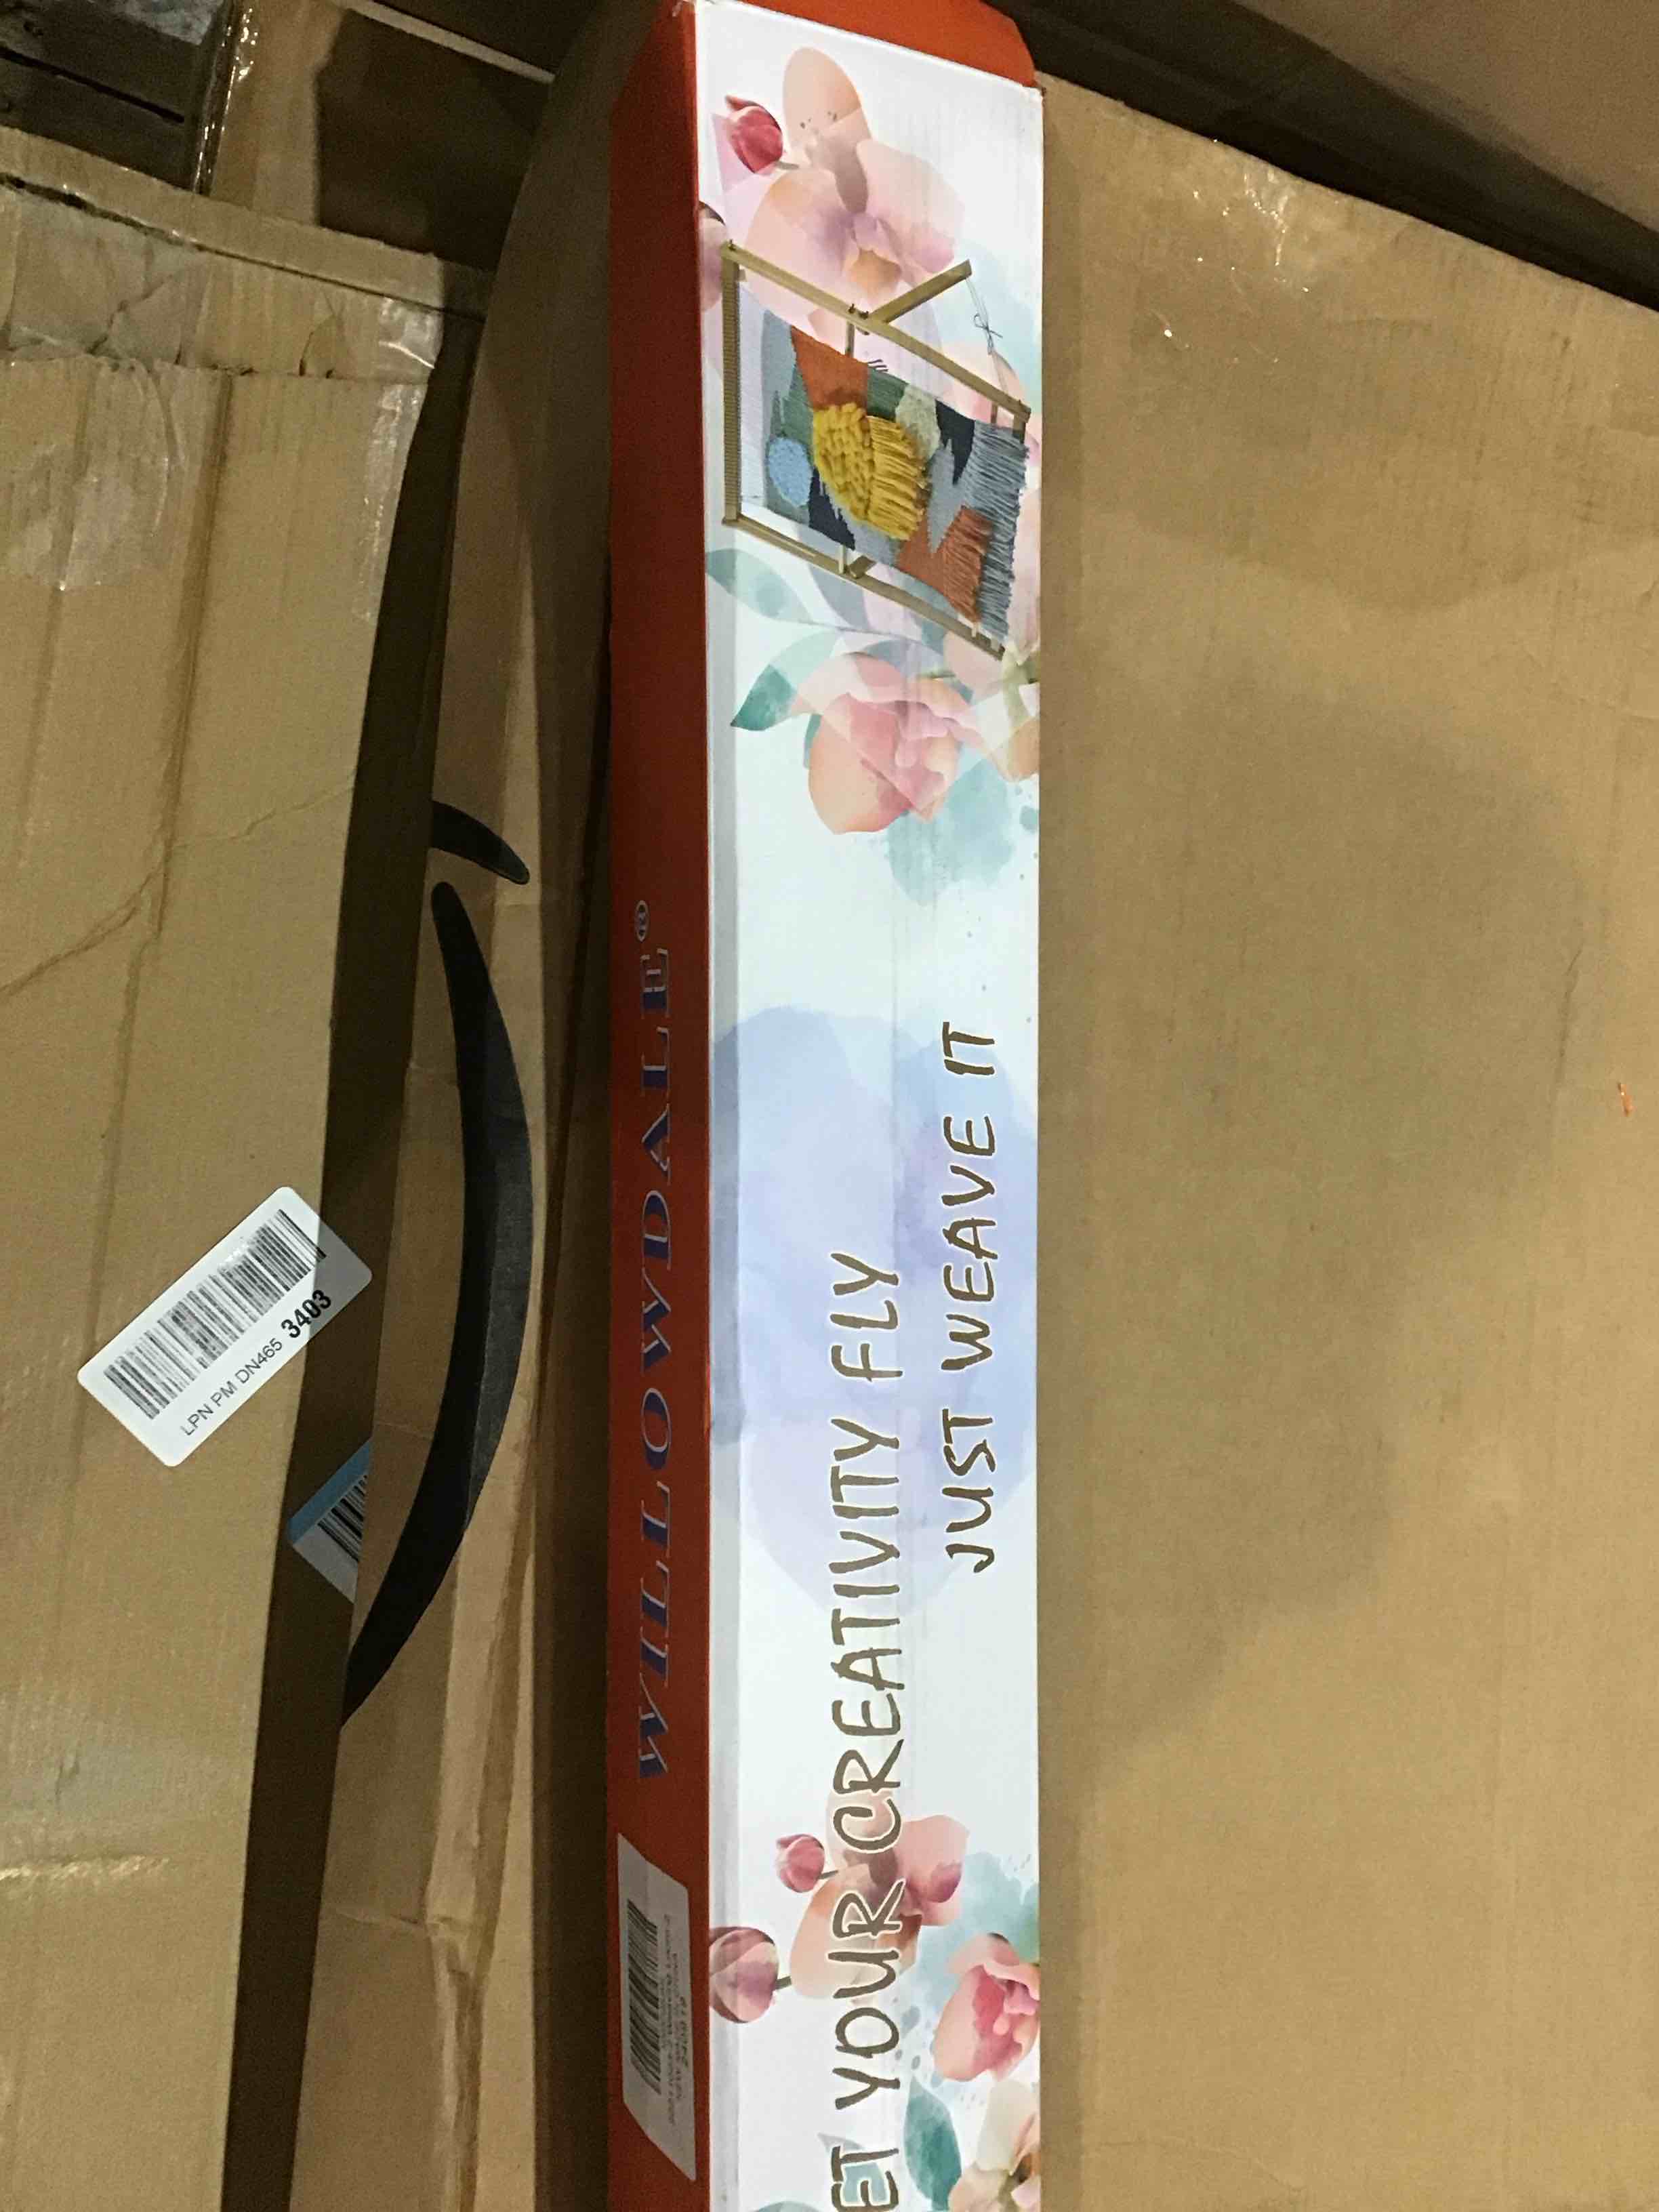 WILLOWDALE®
ET YOUR CREATIVITY FLY
JUST WEAVE IT
LPN PM DN465 3403